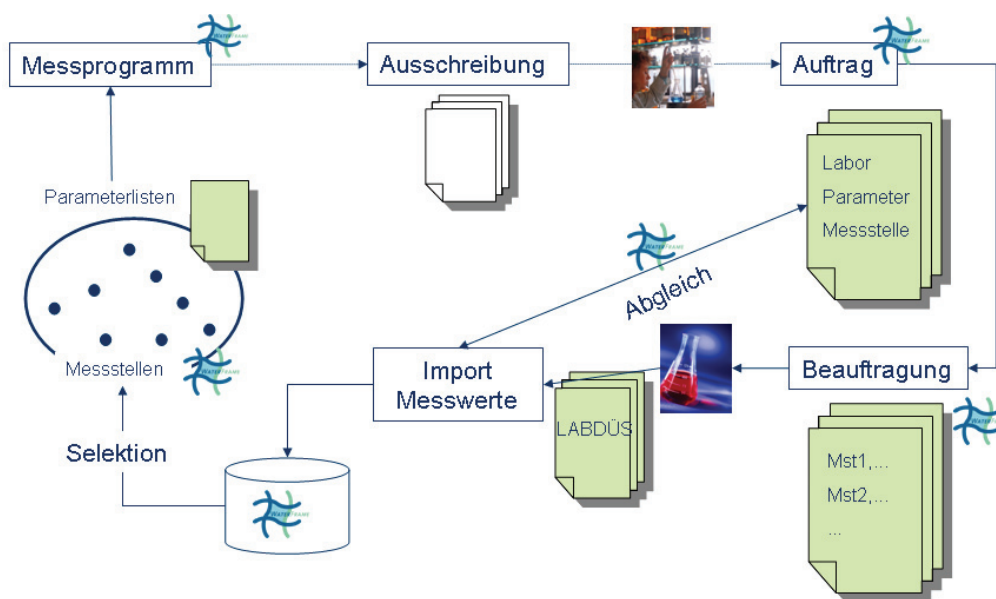 Messprogramm
Ausschreibung
Auftrag
Labor
Parameter
Messstelle
Parameterlisten
Messstellen
Abgleich
Import
Messwerte
LABDÜS
Beauftragung
Mst1,...
Mst2,...
...
Selektion